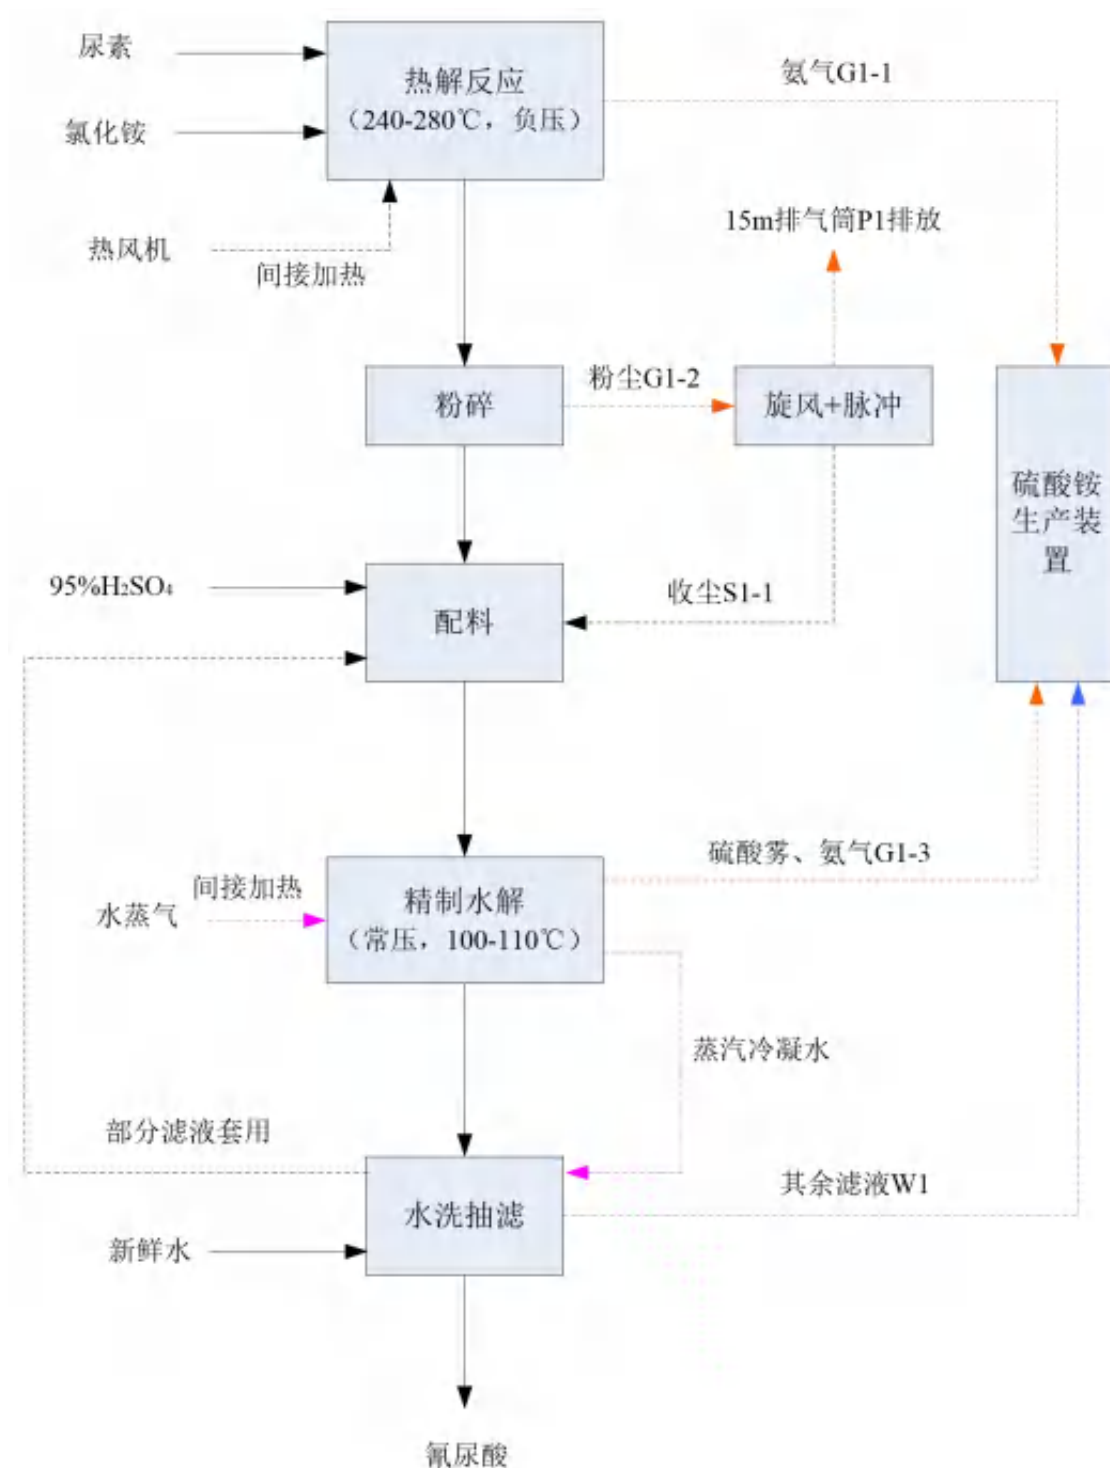 尿素
热解反应
（240-280℃，负压）
氨气G1-1
氯化铵
15m排气筒P1排放
热风机
间接加热
粉碎
粉尘G1-2
旋风+脉冲
硫酸铵
生产装
置
95%H₂SO₄
配料
收尘S1-1
硫酸雾、氨气G1-3
间接加热
水蒸气
精制水解
（常压，100-110℃）
蒸汽冷凝水
部分滤液套用
其余滤液W1
水洗抽滤
新鲜水
氰尿酸